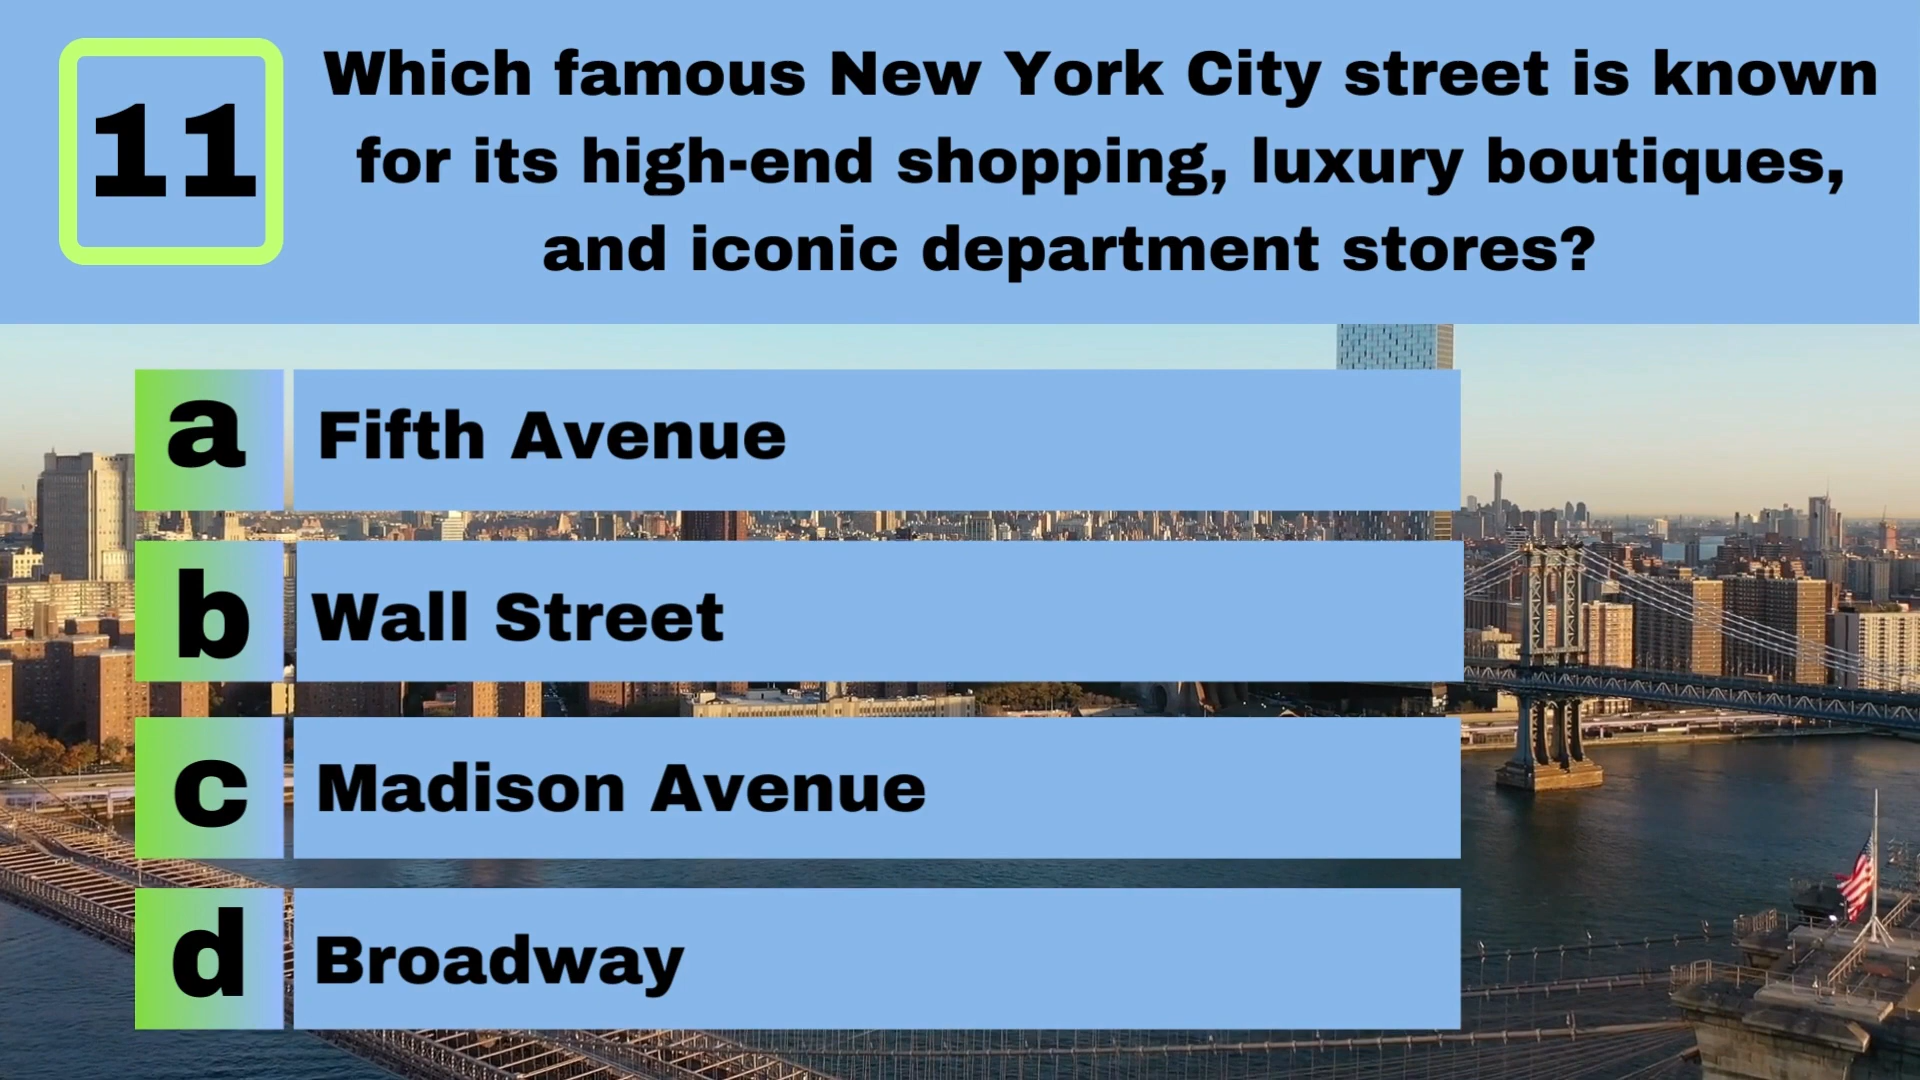 11
Which famous New York City street is known
for its high-end shopping, luxury boutiques,
and iconic department stores?
a Fifth Avenue
b Wall Street
c Madison Avenue
d Broadway